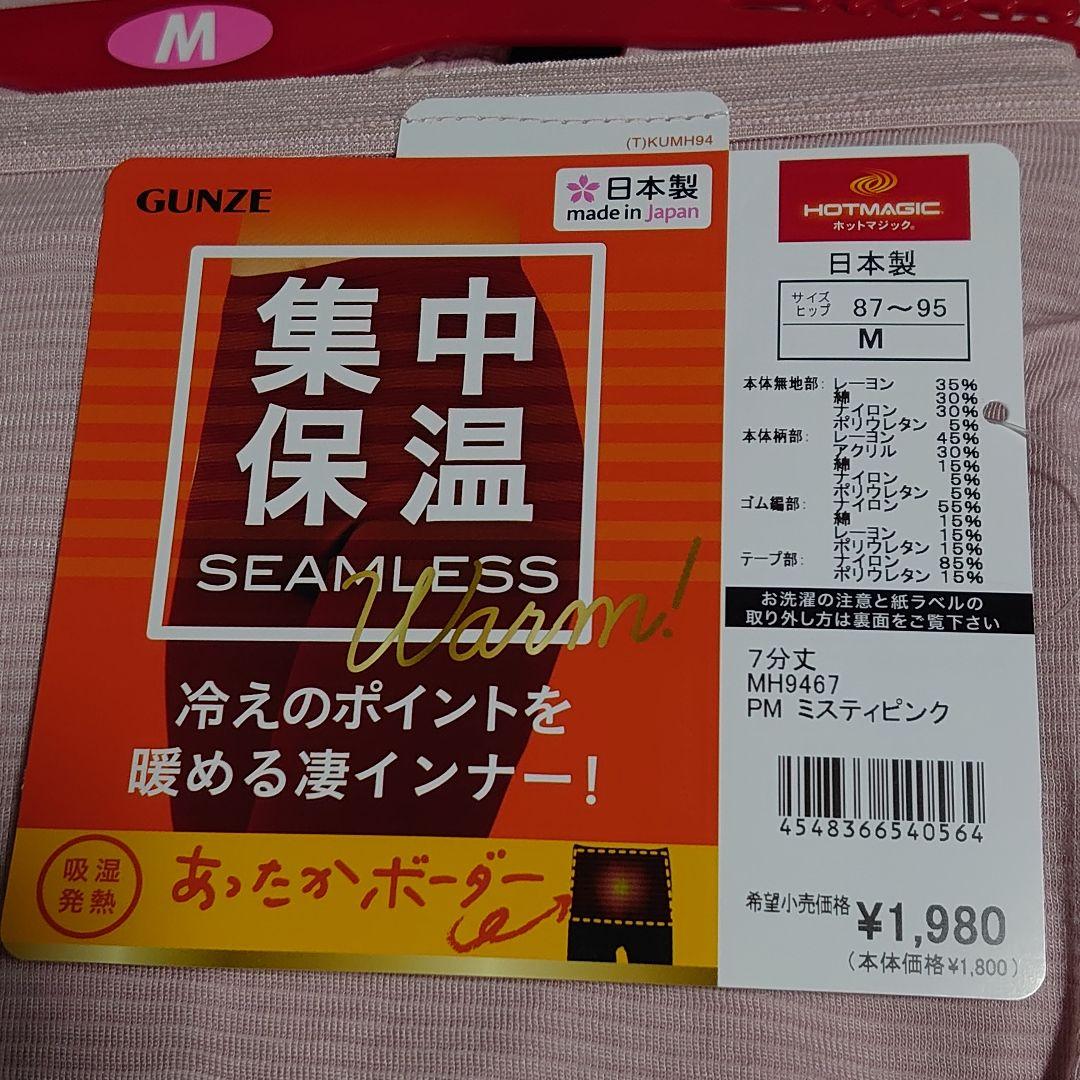 M
(T)KUMH94
GUNZE
日本製
made in Japan
集中
保温
SEAMLESS
Warm!
冷えのポイントを
暖める凄インナー!
吸湿
発熱
あったかボーダー
HOTMAGIC
ホットマジック®
日本製
サイズ
ヒップ 87〜95
M
本体無地部: レーヨン 35%
綿 30%
ナイロン 30%
ポリウレタン 5%
本体柄部: レーヨン 45%
アクリル 30%
綿 15%
ナイロン 5%
ポリウレタン 5%
ゴム編部: ナイロン 55%
綿 15%
レーヨン 15%
ポリウレタン 15%
テープ部: ナイロン 85%
ポリウレタン 15%
お洗濯の注意と紙ラベルの
取り外し方は裏面をご覧下さい
7分丈
MH9467
PM ミスティピンク
4548366540564
希望小売価格 ¥1,980
(本体価格¥1,800)